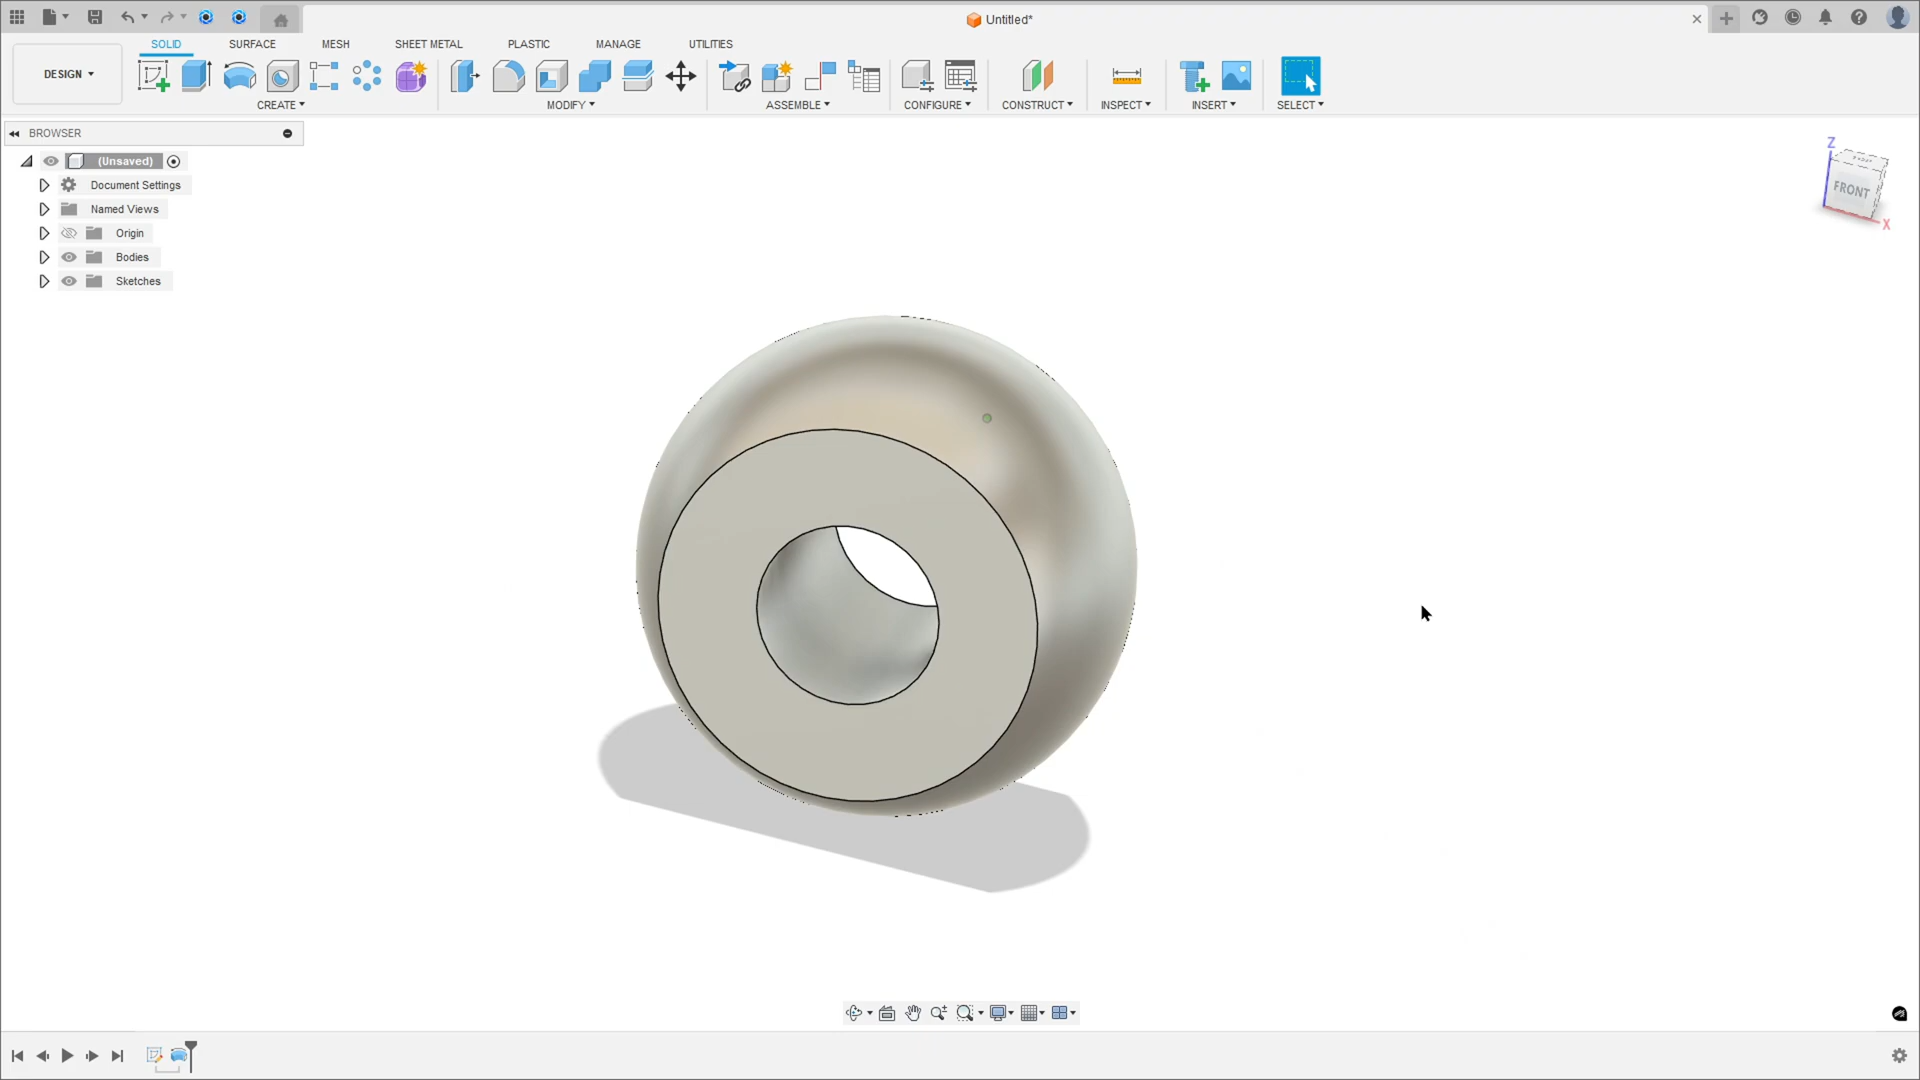 Untitled*
SOLID SURFACE MESH SHEET METAL PLASTIC MANAGE UTILITIES
DESIGN
CREATE MODIFY ASSEMBLE CONFIGURE CONSTRUCT INSPECT INSERT SELECT
BROWSER
(Unsaved)
Document Settings
Named Views
Origin
Bodies
Sketches
Z
FRONT
X